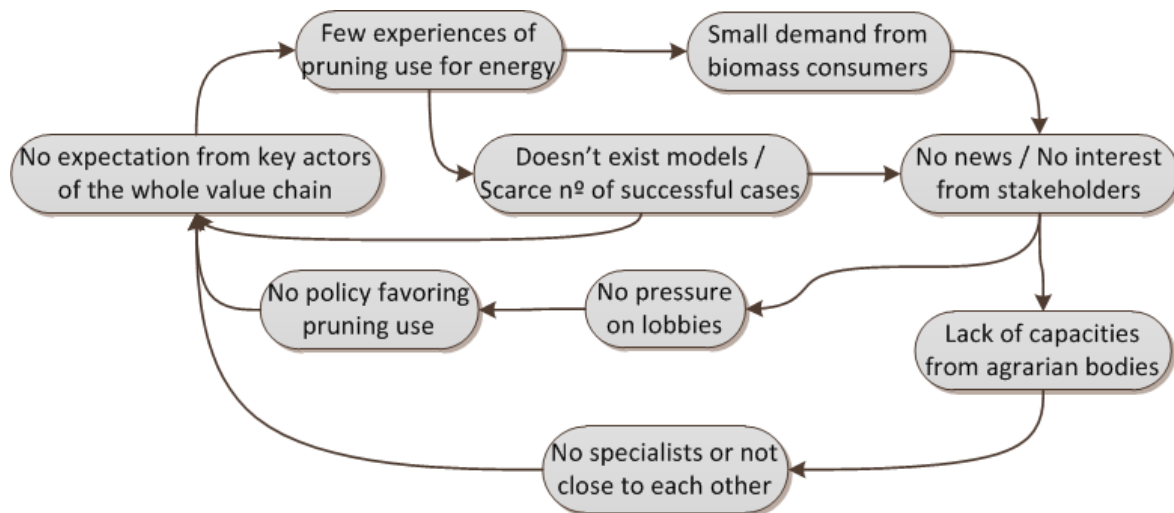 Few experiences of
pruning use for energy
Small demand from
biomass consumers
No expectation from key actors
of the whole value chain
Doesn't exist models /
Scarce nº of successful cases
No news / No interest
from stakeholders
No policy favoring
pruning use
No pressure
on lobbies
Lack of capacities
from agrarian bodies
No specialists or not
close to each other